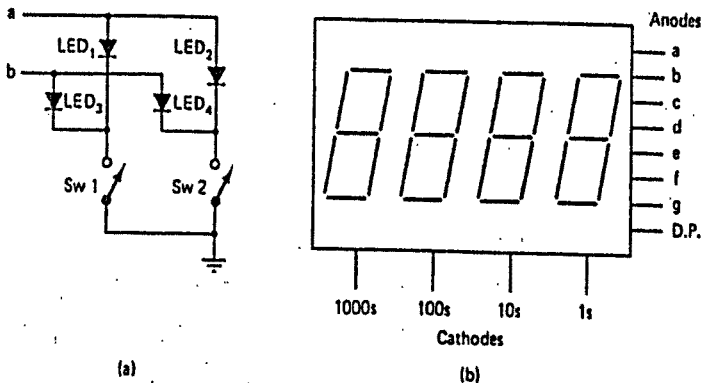 a
LED1
LED2
b
LED3
LED4
Sw 1
Sw 2
(a)
Anodes
a
b
c
d
e
f
g
D.P.
1000s
100s
10s
1s
Cathodes
(b)